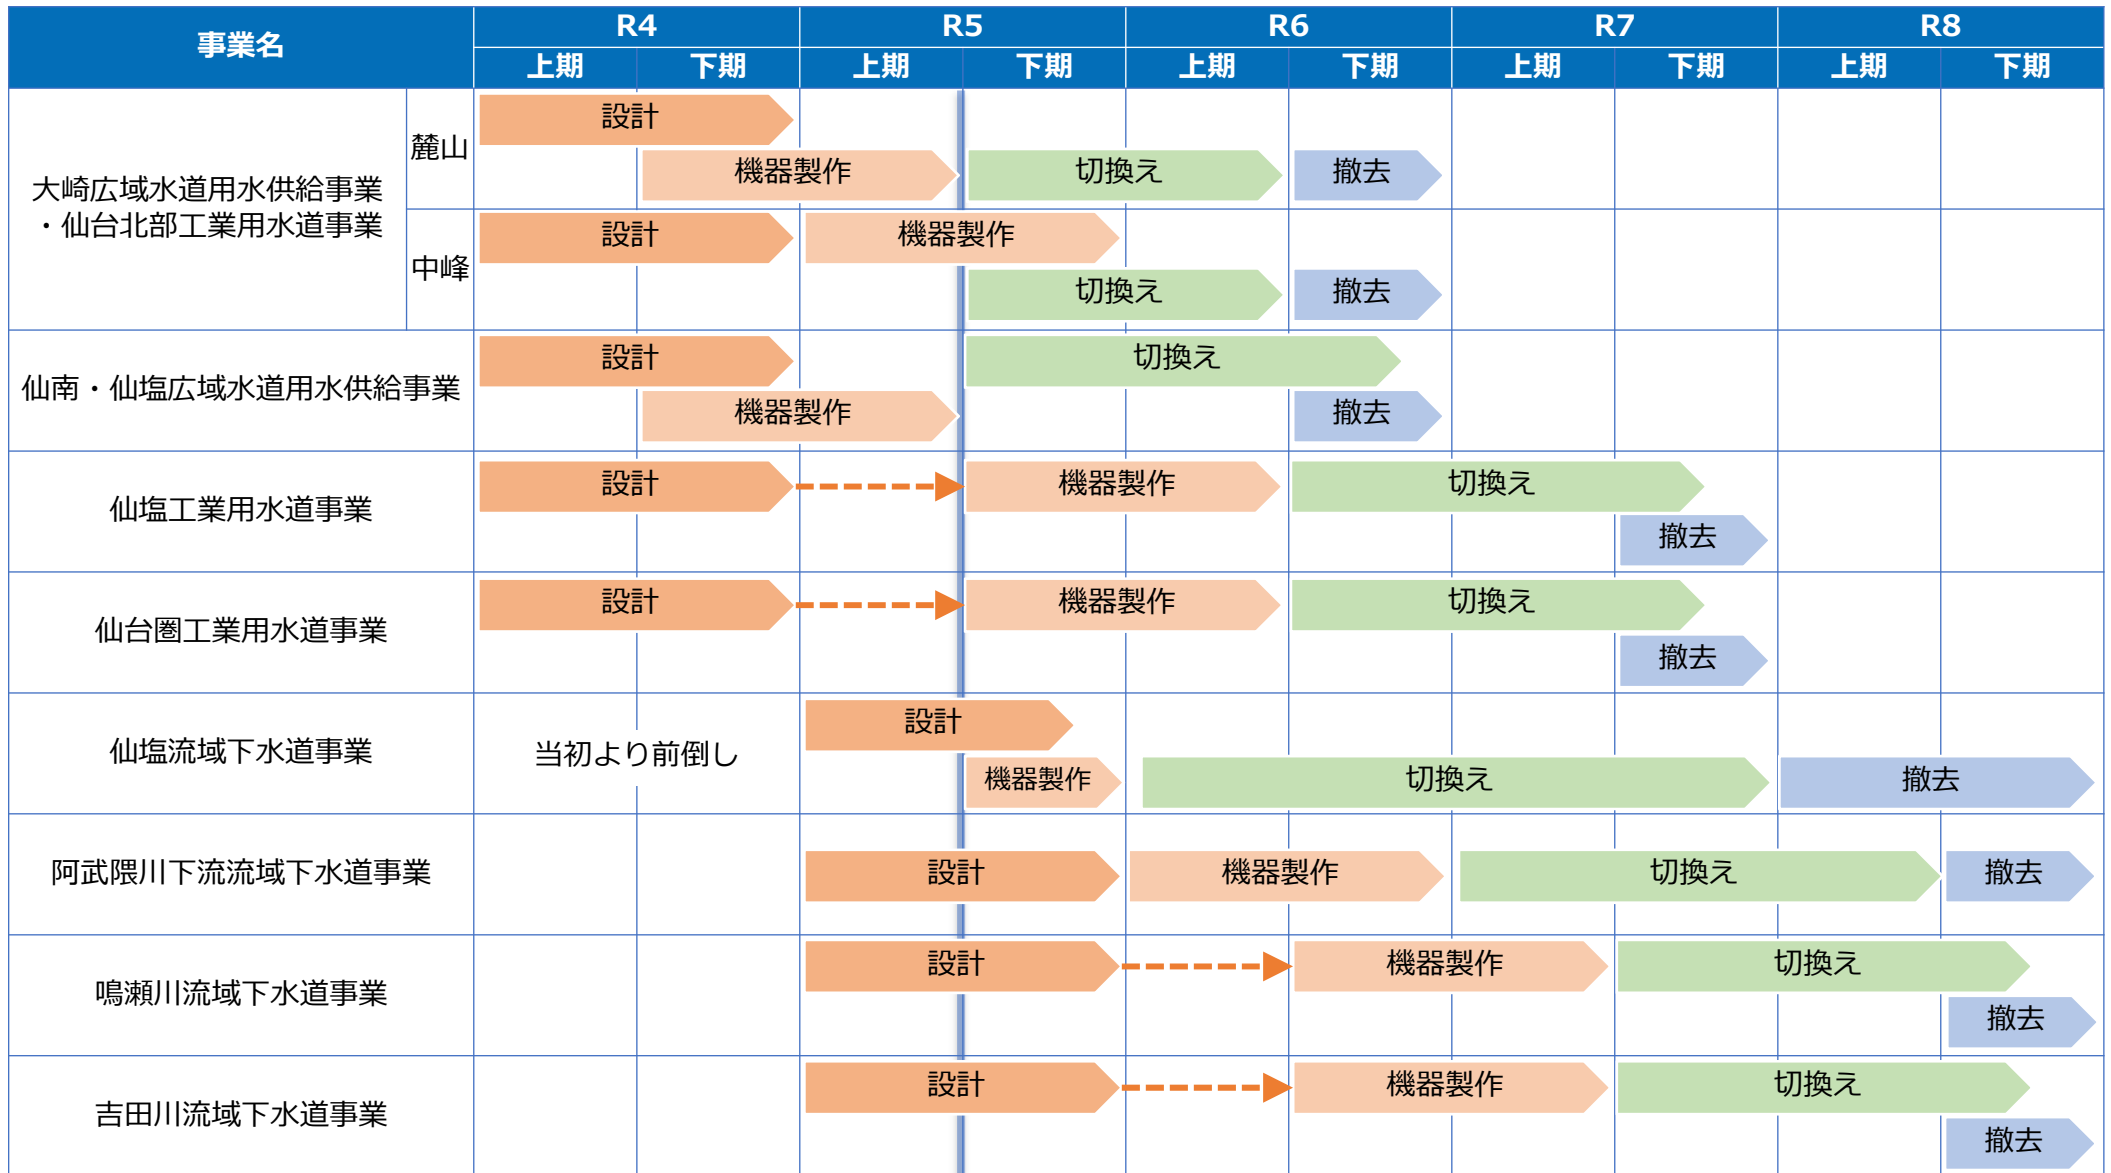 事業名
R4
R5
R6
R7
R8
上期
下期
上期
下期
上期
下期
上期
下期
上期
下期
大崎広域水道用水供給事業
・仙台北部工業用水道事業
麓山
設計
機器製作
切換え
撤去
中峰
設計
機器製作
切換え
撤去
仙南・仙塩広域水道用水供給事業
設計
切換え
機器製作
撤去
仙塩工業用水道事業
設計
機器製作
切換え
撤去
仙台圏工業用水道事業
設計
機器製作
切換え
撤去
仙塩流域下水道事業
当初より前倒し
設計
機器製作
切換え
撤去
阿武隈川下流流域下水道事業
設計
機器製作
切換え
撤去
鳴瀬川流域下水道事業
設計
機器製作
切換え
撤去
吉田川流域下水道事業
設計
機器製作
切換え
撤去